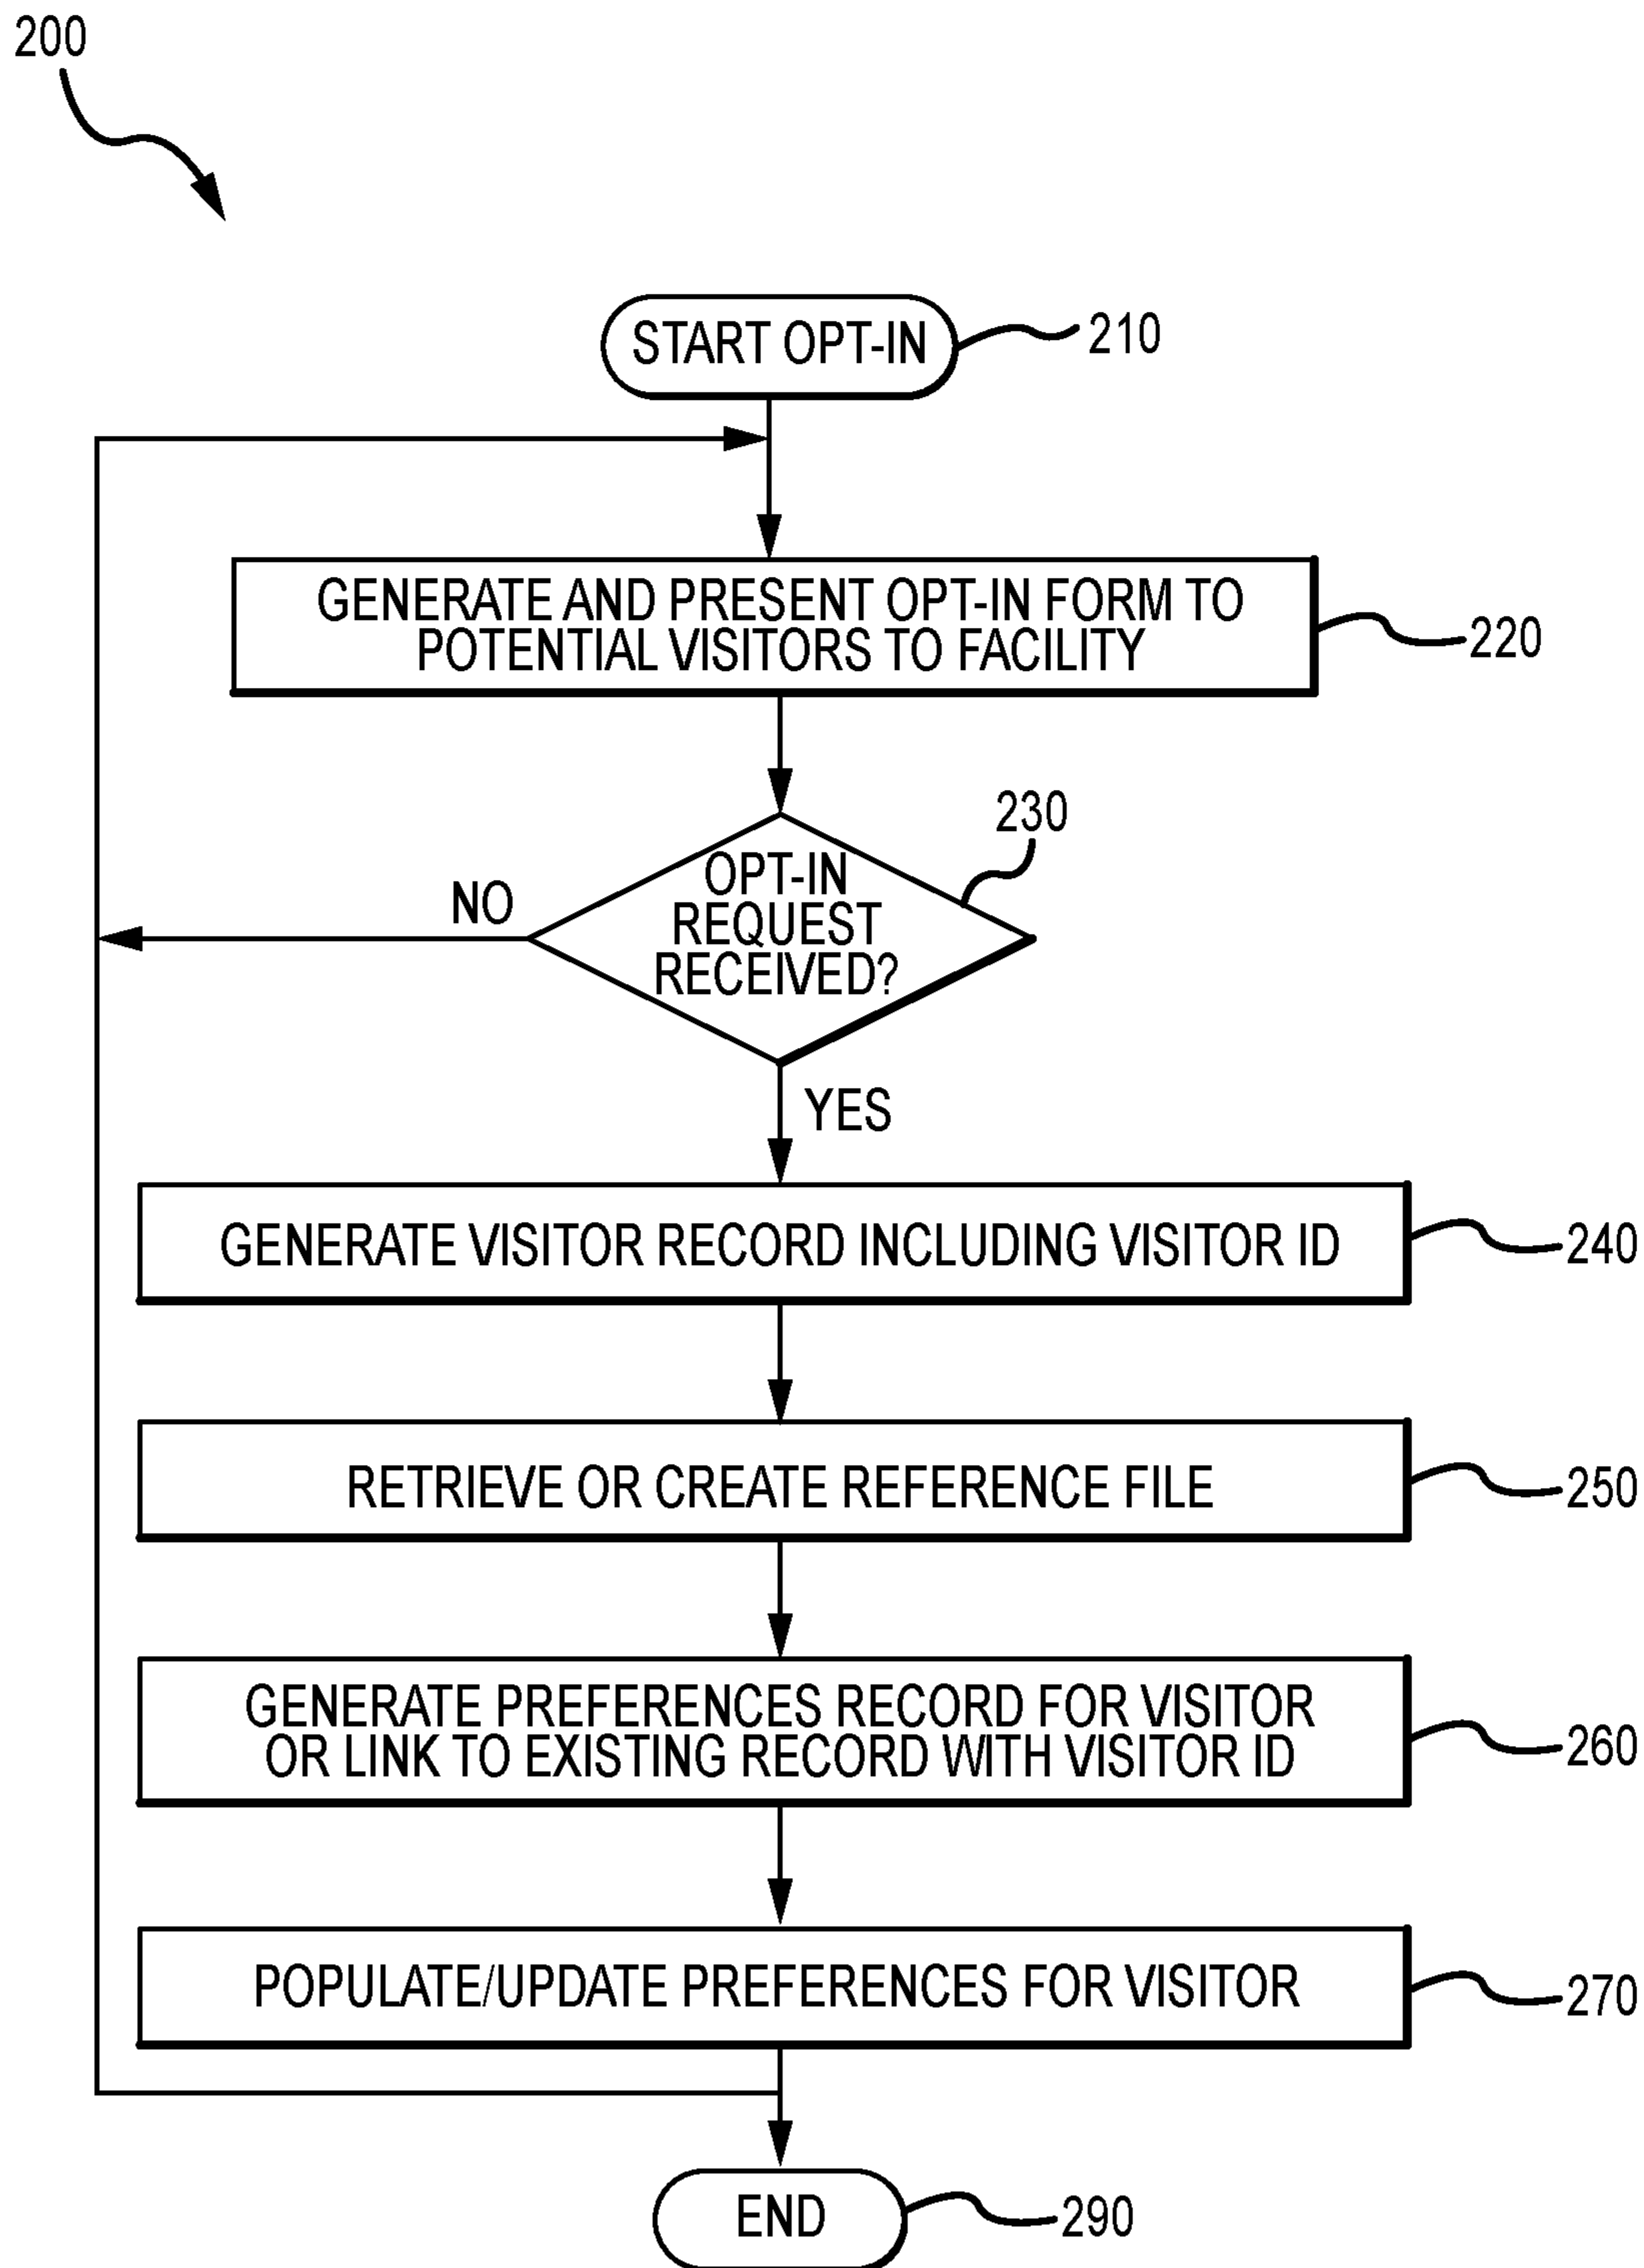 200
START OPT-IN
210
GENERATE AND PRESENT OPT-IN FORM TO
POTENTIAL VISITORS TO FACILITY
220
230
OPT-IN
REQUEST
RECEIVED?
NO
YES
GENERATE VISITOR RECORD INCLUDING VISITOR ID
240
RETRIEVE OR CREATE REFERENCE FILE
250
GENERATE PREFERENCES RECORD FOR VISITOR
OR LINK TO EXISTING RECORD WITH VISITOR ID
260
POPULATE/UPDATE PREFERENCES FOR VISITOR
270
END
290